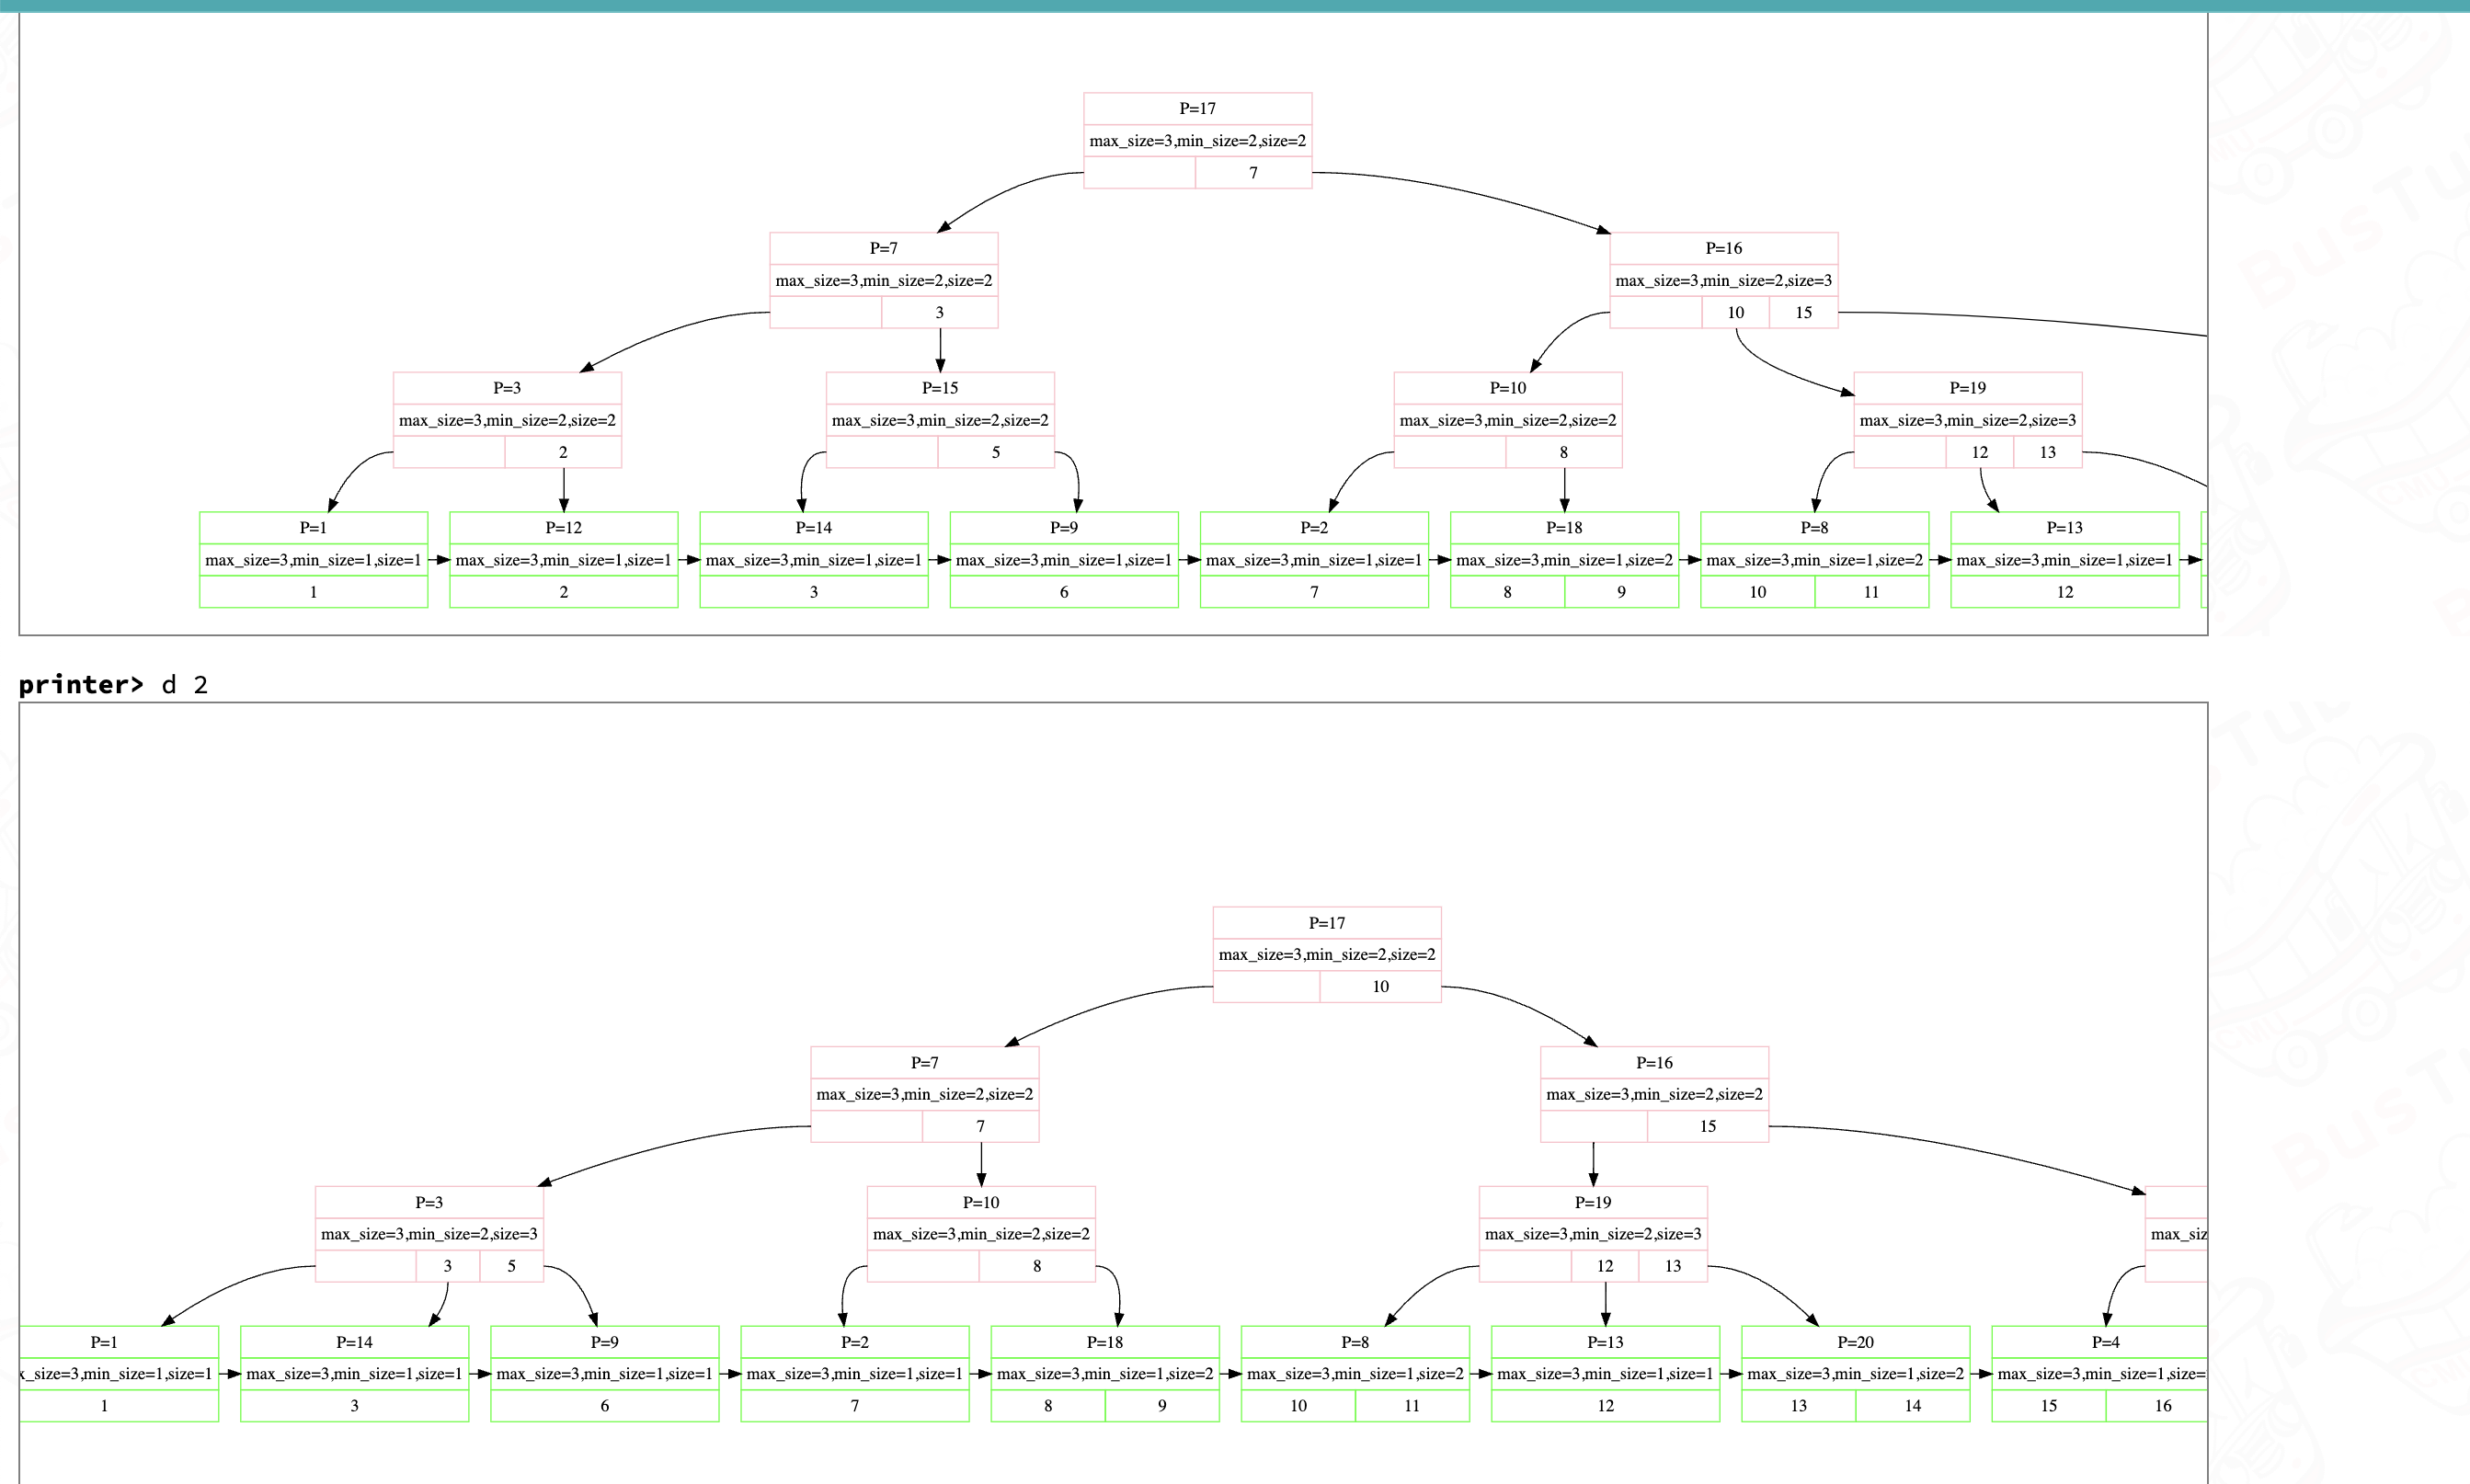 P=17
max_size=3,min_size=2,size=2
7
P=7 P=16
max_size=3,min_size=2,size=2 max_size=3,min_size=2,size=3
3 10 15
P=3 P=15 P=10 P=19
max_size=3,min_size=2,size=2 max_size=3,min_size=2,size=2 max_size=3,min_size=2,size=2 max_size=3,min_size=2,size=3
2 5 8 12 13
P=1 P=12 P=14 P=9 P=2 P=18 P=8 P=13
max_size=3,min_size=1,size=1 max_size=3,min_size=1,size=1 max_size=3,min_size=1,size=1 max_size=3,min_size=1,size=1 max_size=3,min_size=1,size=1 max_size=3,min_size=1,size=2 max_size=3,min_size=1,size=2 max_size=3,min_size=1,size=1
1 2 3 6 7 8 9 10 11 12
printer> d 2
P=17
max_size=3,min_size=2,size=2
10
P=7 P=16
max_size=3,min_size=2,size=2 max_size=3,min_size=2,size=2
7 15
P=3 P=10 P=19
max_size=3,min_size=2,size=3 max_size=3,min_size=2,size=2 max_size=3,min_size=2,size=3 max_siz
3 5 8 12 13
P=1 P=14 P=9 P=2 P=18 P=8 P=13 P=20 P=4
x_size=3,min_size=1,size=1 max_size=3,min_size=1,size=1 max_size=3,min_size=1,size=1 max_size=3,min_size=1,size=1 max_size=3,min_size=1,size=2 max_size=3,min_size=1,size=2 max_size=3,min_size=1,size=1 max_size=3,min_size=1,size=2 max_size=3,min_size=1,size=
1 3 6 7 8 9 10 11 12 13 14 15 16
BUS TU